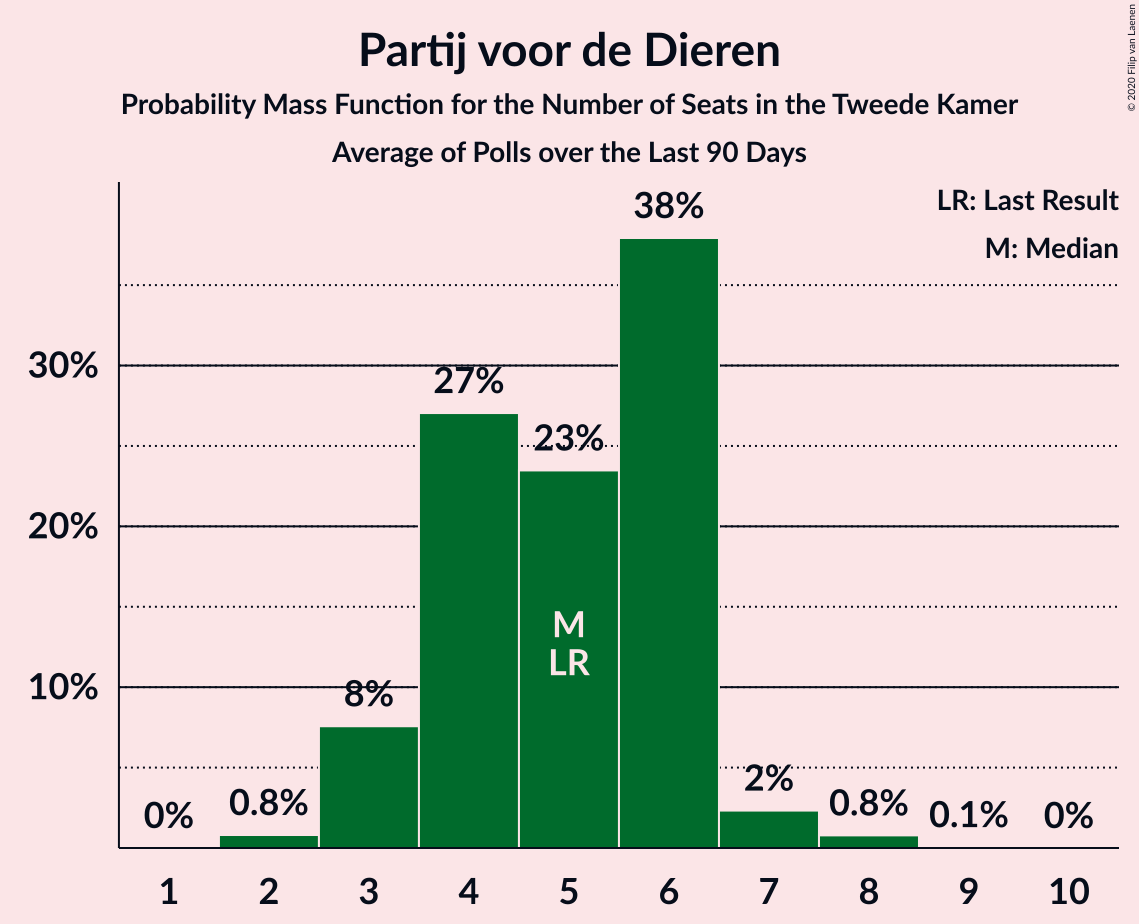 © 2020 Filip van Laenen
Partij voor de Dieren
Probability Mass Function for the Number of Seats in the Tweede Kamer
Average of Polls over the Last 90 Days
LR: Last Result
M: Median
38%
30%
27%
23%
20%
M
LR
10%
8%
2%
0%
0.8%
0.8%
0.1%
0%
1 2 3 4 5 6 7 8 9 10